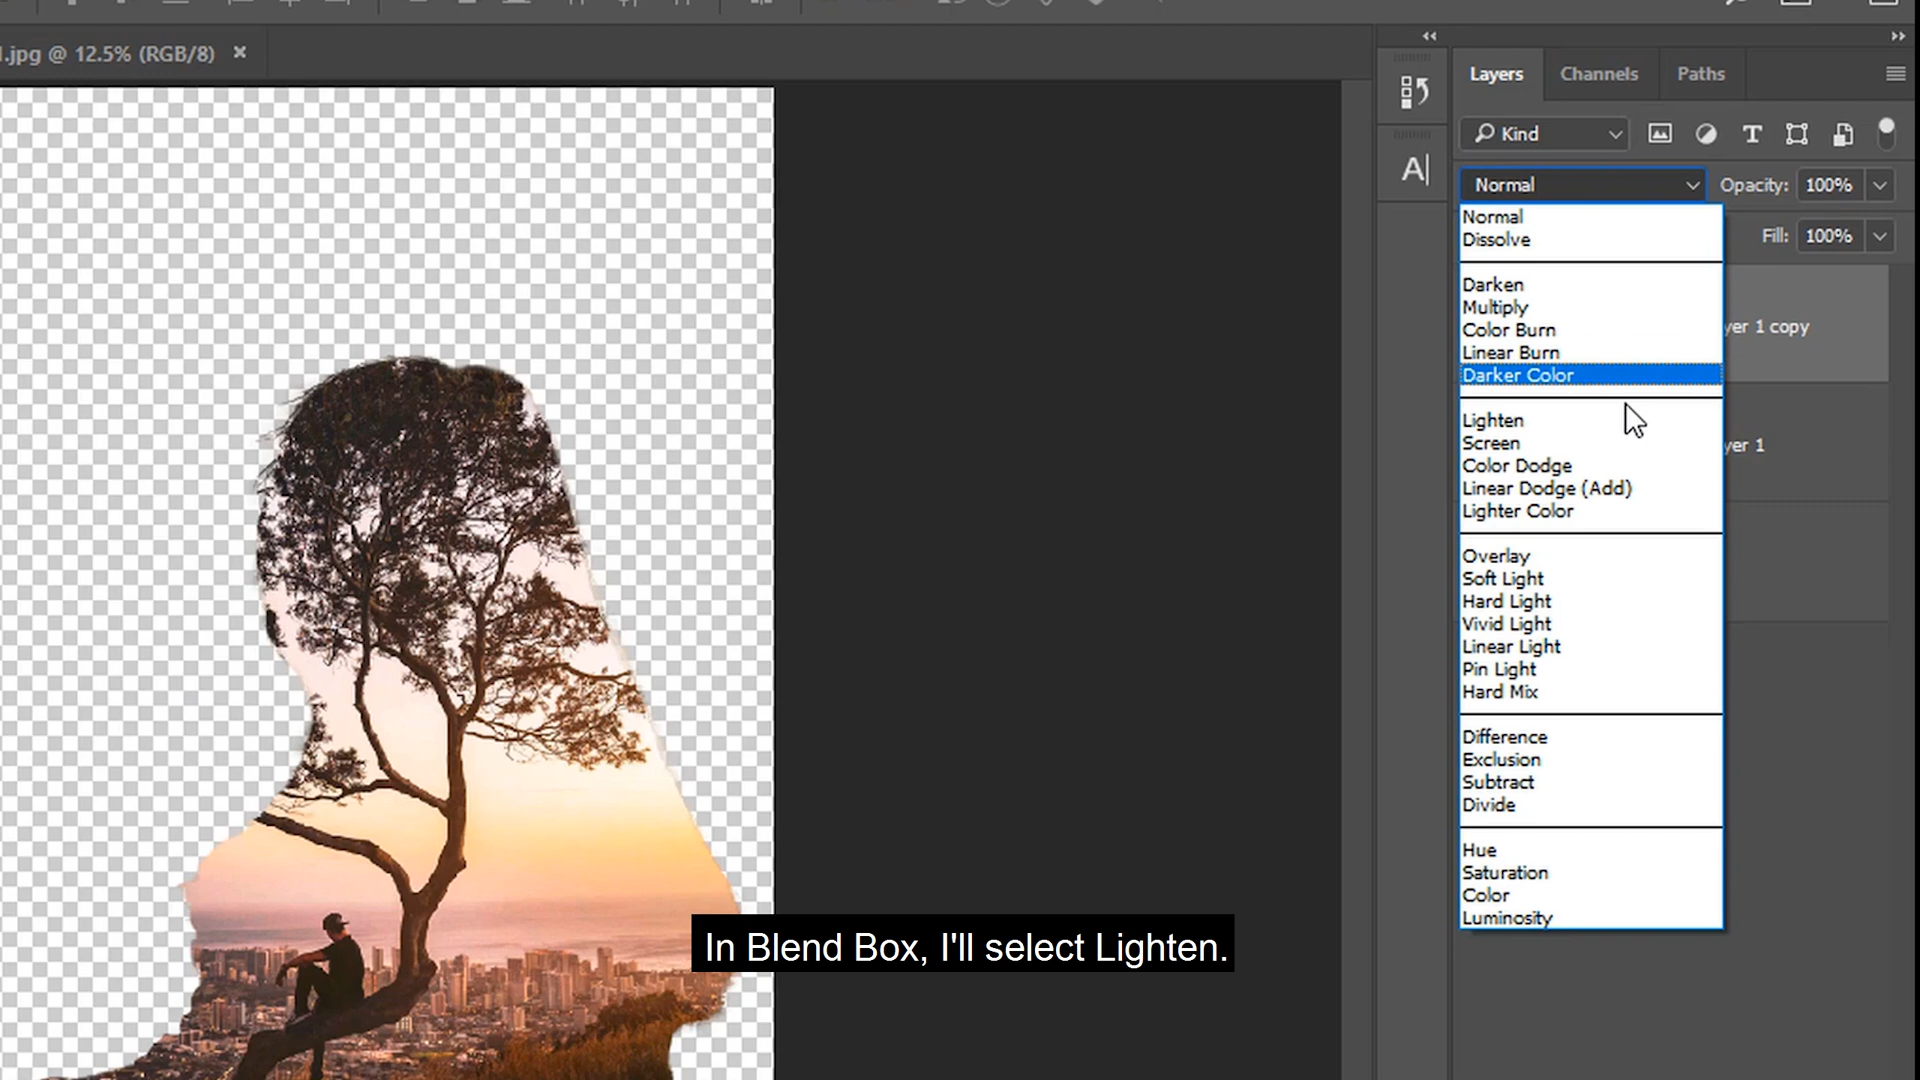 .jpg @ 12.5% (RGB/8) ×
Layers Channels Paths
Kind T
A|
Normal Opacity: 100%
Fill: 100%
Normal
Dissolve
Darken
Multiply
Color Burn
Linear Burn
Darker Color
Lighten
Screen
Color Dodge
Linear Dodge (Add)
Lighter Color
Overlay
Soft Light
Hard Light
Vivid Light
Linear Light
Pin Light
Hard Mix
Difference
Exclusion
Subtract
Divide
Hue
Saturation
Color
Luminosity
yer 1 copy
yer 1
In Blend Box, I'll select Lighten.